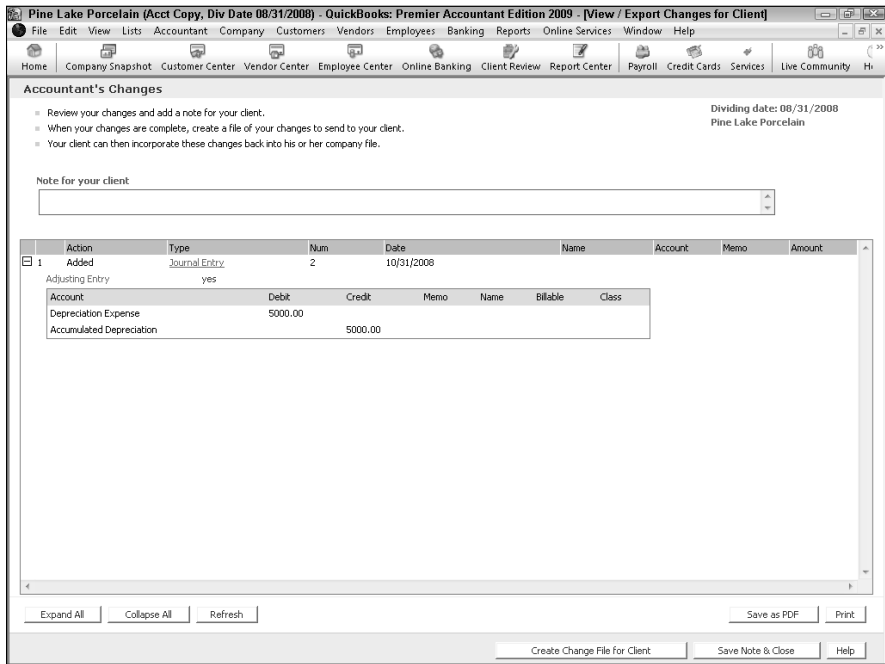 Pine Lake Porcelain (Acct Copy, Div Date 08/31/2008) - QuickBooks: Premier Accountant Edition 2009 - [View / Export Changes for Client]
File Edit View Lists Accountant Company Customers Vendors Employees Banking Reports Online Services Window Help
Home Company Snapshot Customer Center Vendor Center Employee Center Online Banking Client Review Report Center Payroll Credit Cards Services Live Community
Accountant's Changes
Review your changes and add a note for your client.
When your changes are complete, create a file of your changes to send to your client.
Your client can then incorporate these changes back into his or her company file.
Dividing date: 08/31/2008
Pine Lake Porcelain
Note for your client
Action Type Num Date Name Account Memo Amount
1 Added Journal Entry 2 10/31/2008
Adjusting Entry yes
Account Debit Credit Memo Name Billable Class
Depreciation Expense 5000.00
Accumulated Depreciation 5000.00
Expand All Collapse All Refresh Save as PDF Print
Create Change File for Client Save Note & Close Help